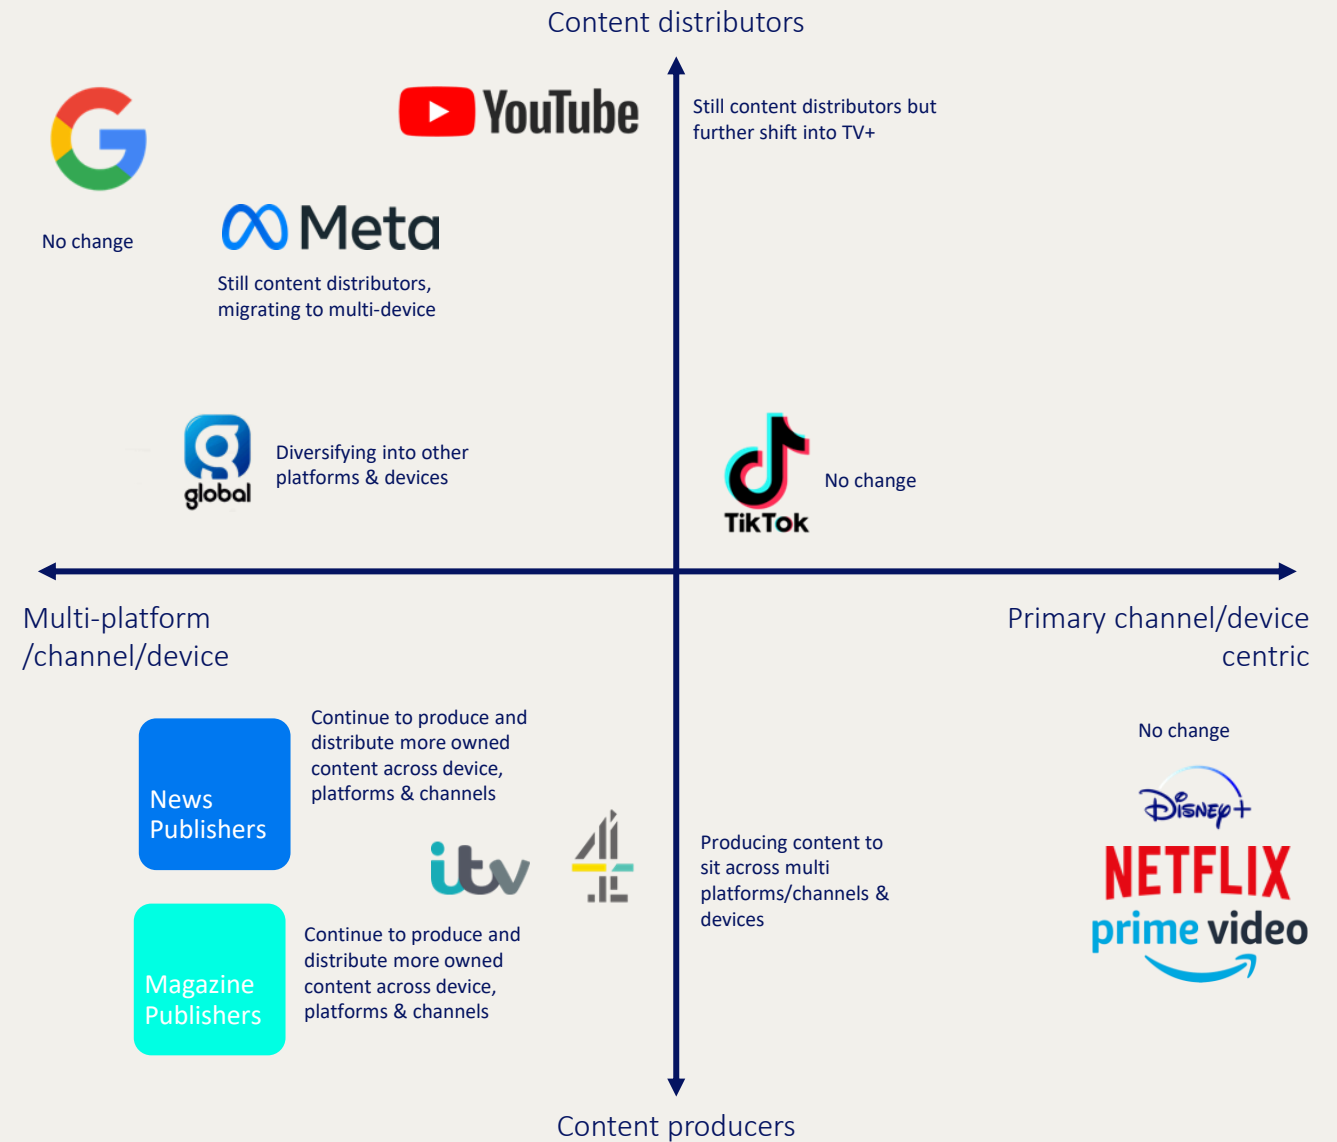 Content distributors
YouTube
Still content distributors but
further shift into TV+
No change
Meta
Still content distributors,
migrating to multi-device
global
Diversifying into other
platforms & devices
TikTok
No change
Multi-platform
/channel/device
Primary channel/device
centric
News
Publishers
Continue to produce and
distribute more owned
content across device,
platforms & channels
itv
4
Producing content to
sit across multi
platforms/channels &
devices
No change
Disney+
NETFLIX
prime video
Magazine
Publishers
Continue to produce and
distribute more owned
content across device,
platforms & channels
Content producers